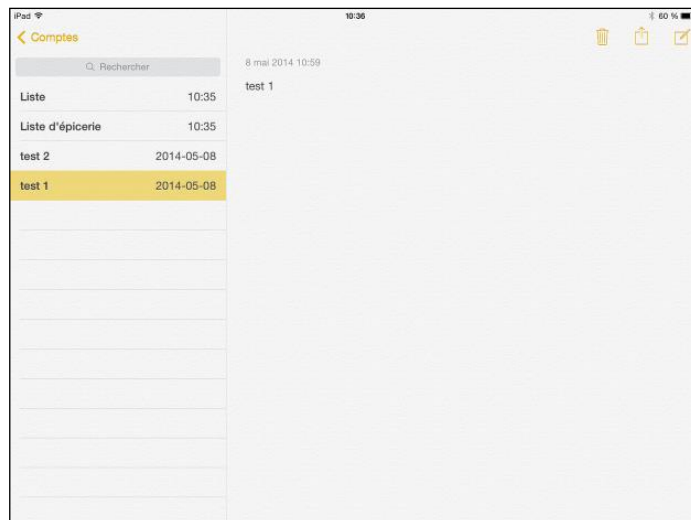 iPad 10:36 60 %
Comptes
Rechercher
Liste 10:35
Liste d'épicerie 10:35
test 2 2014-05-08
test 1 2014-05-08
8 mai 2014 10:59
test 1